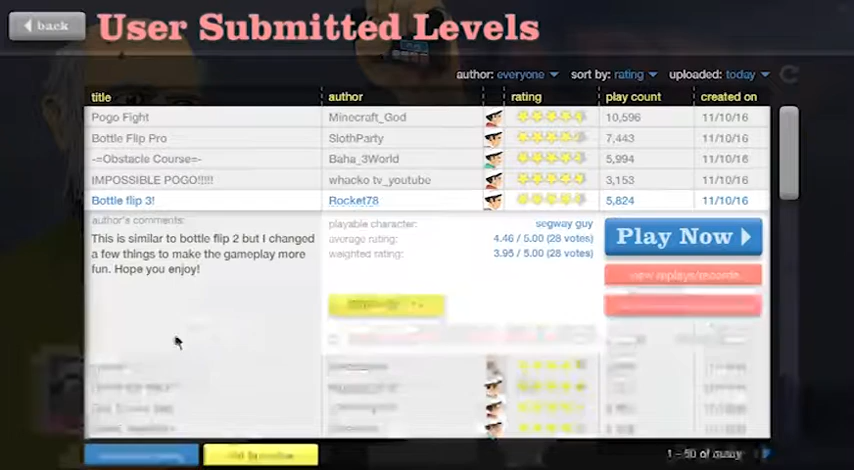 back
User Submitted Levels
author: everyone sort by: rating uploaded: today
title author rating play count created on
Pogo Fight Minecraft_God 10,596 11/10/16
Bottle Flip Pro SlothParty 7,443 11/10/16
-=Obstacle Course=- Baha_3World 5,994 11/10/16
IMPOSSIBLE POGO!!!!! whacko tv_youtube 3,153 11/10/16
Bottle flip 3! Rocket78 5,824 11/10/16
author's comments:
This is similar to bottle flip 2 but I changed
a few things to make the gameplay more
fun. Hope you enjoy!
playable character: segway guy
average rating: 4.46 / 5.00 (28 votes)
weighted rating: 3.95 / 5.00 (28 votes)
Play Now
view replays/records
1 - 50 of many